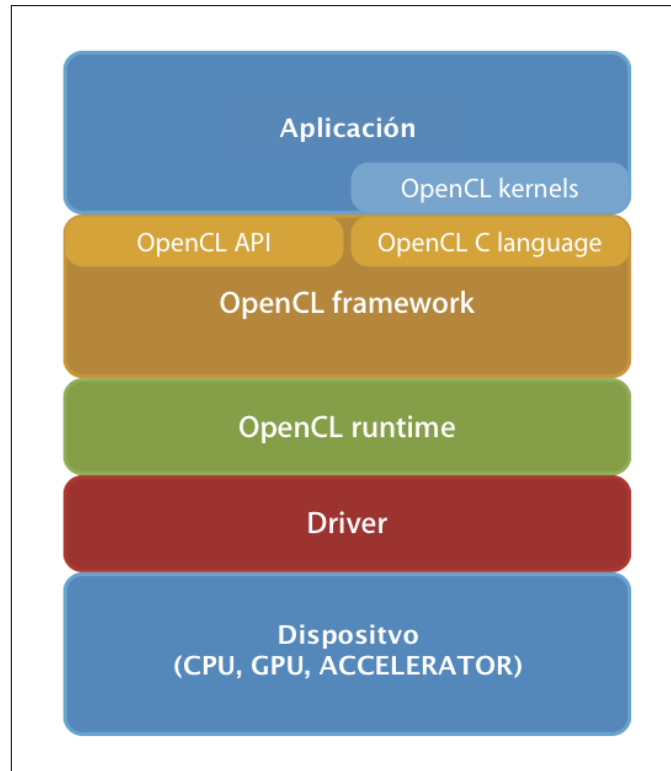 Aplicación
OpenCL kernels
OpenCL API
OpenCL C language
OpenCL framework
OpenCL runtime
Driver
Dispositvo
(CPU, GPU, ACCELERATOR)